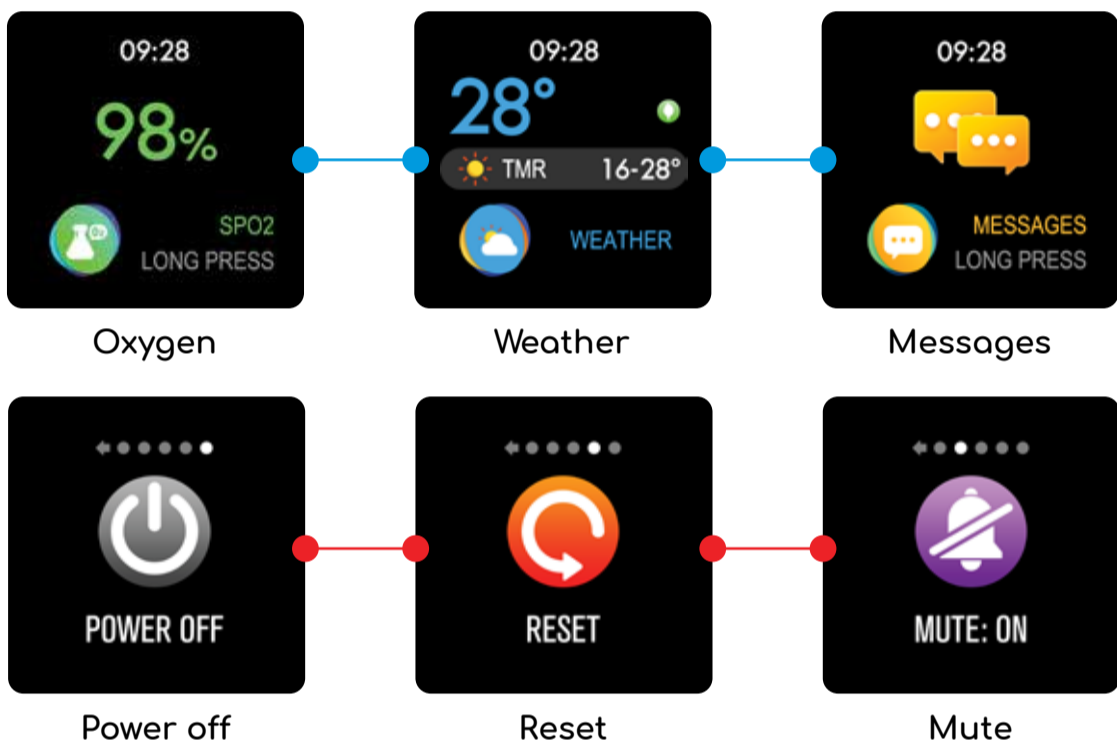 09:28
98%
O₂
SPO2
LONG PRESS
Oxygen
09:28
28°
TMR 16-28°
WEATHER
Weather
09:28
MESSAGES
LONG PRESS
Messages
POWER OFF
Power off
RESET
Reset
MUTE: ON
Mute